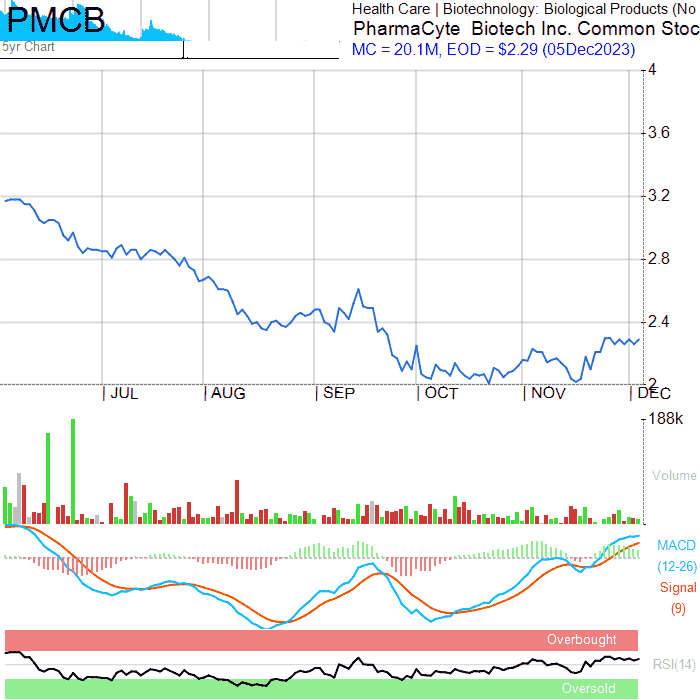 PMCB
5yr Chart
Health Care | Biotechnology: Biological Products (No
PharmaCyte Biotech Inc. Common Stoc
MC = 20.1M, EOD = $2.29 (05Dec2023)
4
3.6
3.2
2.8
2.4
2
JUL AUG SEP OCT NOV DEC
188k
Volume
MACD
(12-26)
Signal
(9)
Overbought
RSI(14)
Oversold